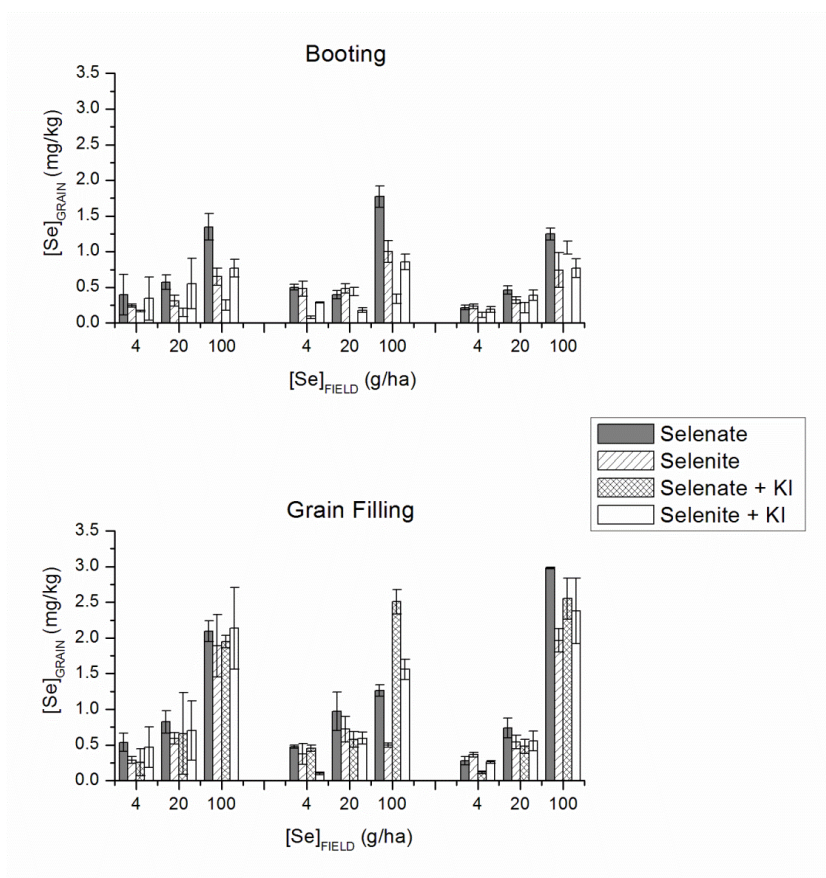 Booting
3.5
3.0
2.5
2.0
1.5
1.0
0.5
0.0
[Se]GRAIN (mg/kg)
4 20 100 4 20 100 4 20 100
[Se]FIELD (g/ha)
Selenate
Selenite
Selenate + KI
Selenite + KI
Grain Filling
3.5
3.0
2.5
2.0
1.5
1.0
0.5
0.0
[Se]GRAIN (mg/kg)
4 20 100 4 20 100 4 20 100
[Se]FIELD (g/ha)